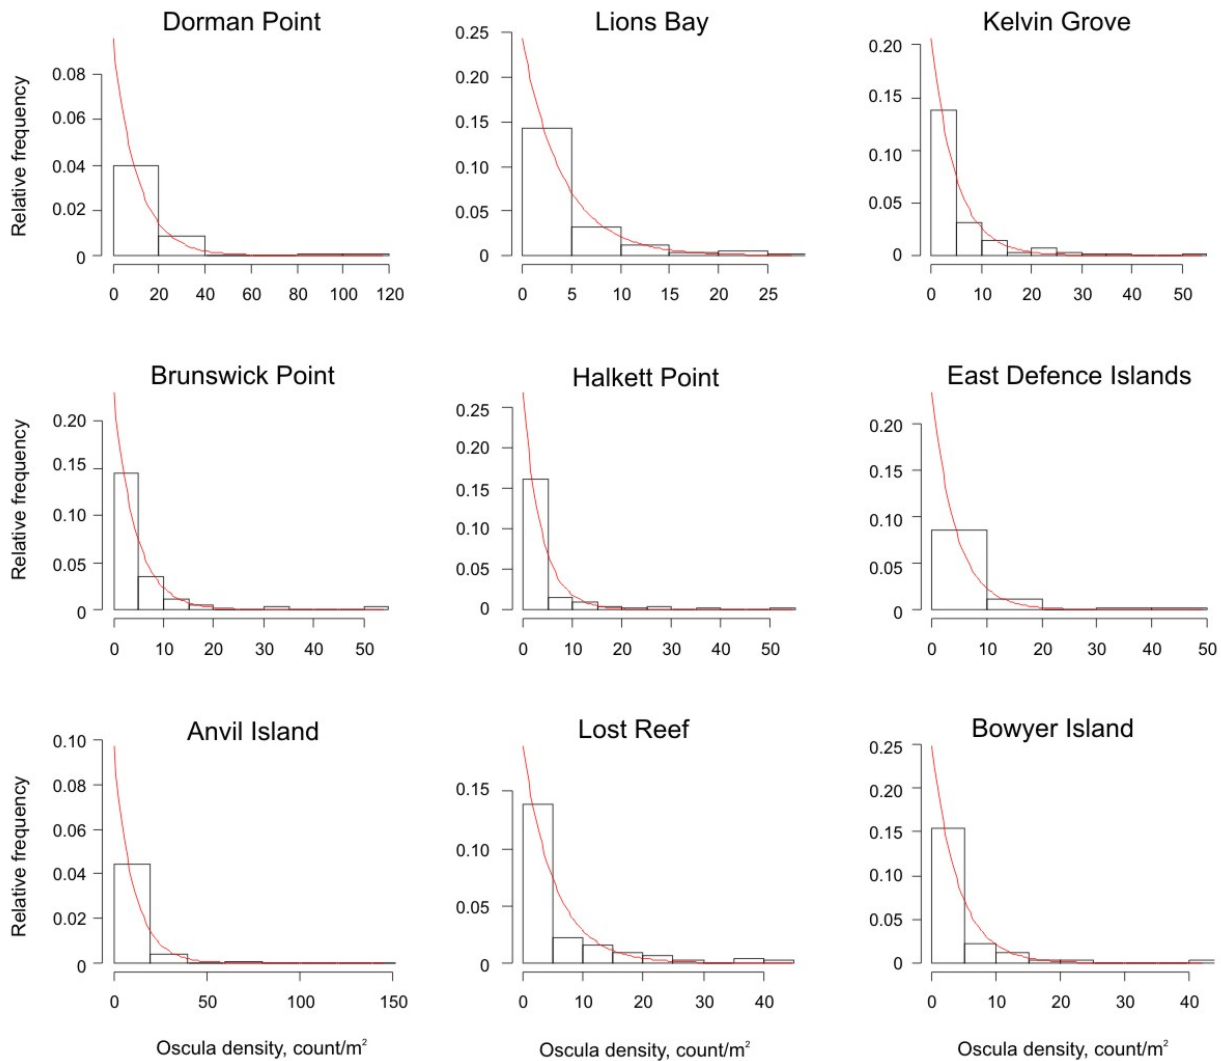 Dorman Point
Lions Bay
Kelvin Grove
Relative frequency
0.08
0.06
0.04
0.02
0
0 20 40 60 80 100 120
0.25
0.20
0.15
0.10
0.05
0
0 5 10 15 20 25
0.20
0.15
0.10
0.05
0
0 10 20 30 40 50
Brunswick Point
Halkett Point
East Defence Islands
Relative frequency
0.20
0.15
0.10
0.05
0
0 10 20 30 40 50
0.25
0.20
0.15
0.10
0.05
0
0 10 20 30 40 50
0.20
0.15
0.10
0.05
0
0 10 20 30 40 50
Anvil Island
Lost Reef
Bowyer Island
Relative frequency
0.10
0.08
0.06
0.04
0.02
0
0 50 100 150
0.15
0.10
0.05
0
0 10 20 30 40
0.25
0.20
0.15
0.10
0.05
0
0 10 20 30 40
Oscula density, count/m²
Oscula density, count/m²
Oscula density, count/m²